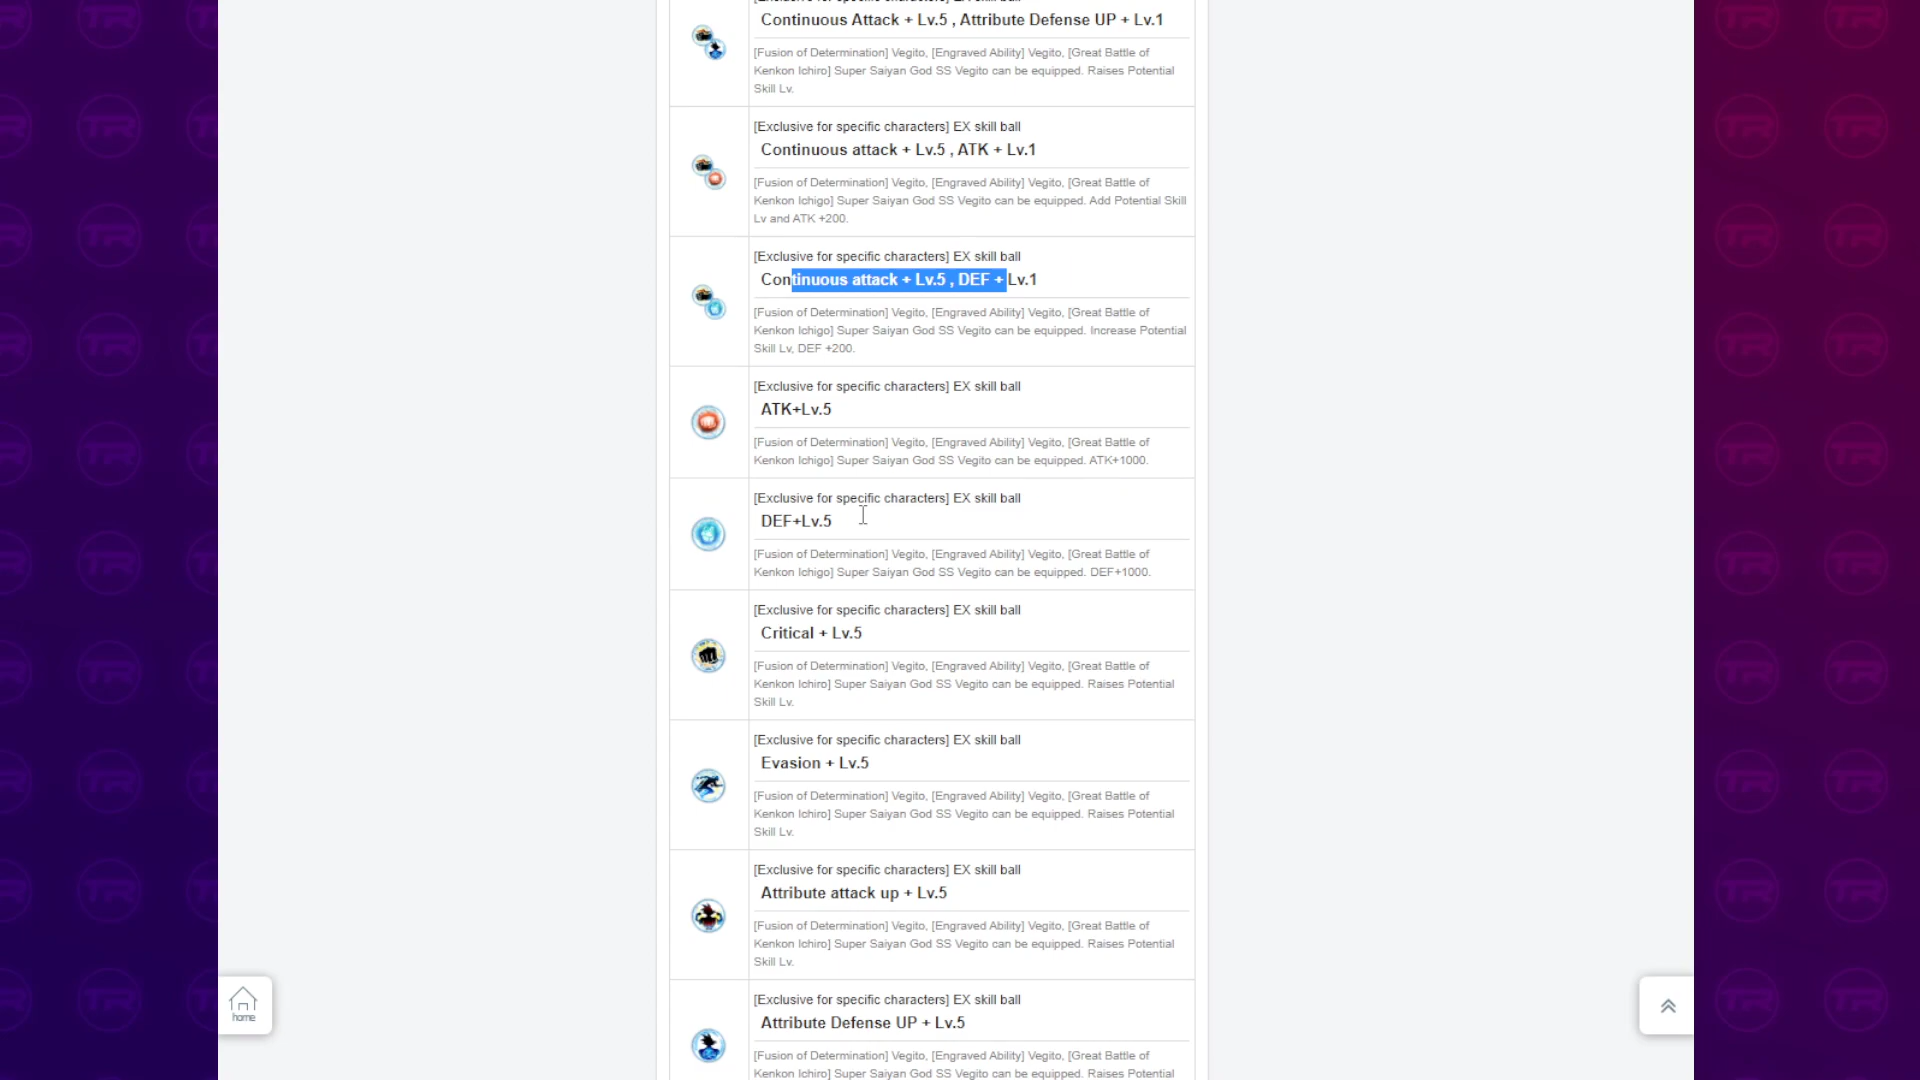 Continuous Attack + Lv.5 , Attribute Defense UP + Lv.1
[Fusion of Determination] Vegito, [Engraved Ability] Vegito, [Great Battle of
Kenkon Ichiro] Super Saiyan God SS Vegito can be equipped. Raises Potential
Skill Lv.
[Exclusive for specific characters] EX skill ball
Continuous attack + Lv.5 , ATK + Lv.1
[Fusion of Determination] Vegito, [Engraved Ability] Vegito, [Great Battle of
Kenkon Ichigo] Super Saiyan God SS Vegito can be equipped. Add Potential Skill
Lv and ATK +200.
[Exclusive for specific characters] EX skill ball
Continuous attack + Lv.5 , DEF + Lv.1
[Fusion of Determination] Vegito, [Engraved Ability] Vegito, [Great Battle of
Kenkon Ichigo] Super Saiyan God SS Vegito can be equipped. Increase Potential
Skill Lv, DEF +200.
[Exclusive for specific characters] EX skill ball
ATK+Lv.5
[Fusion of Determination] Vegito, [Engraved Ability] Vegito, [Great Battle of
Kenkon Ichigo] Super Saiyan God SS Vegito can be equipped. ATK+1000.
[Exclusive for specific characters] EX skill ball
DEF+Lv.5
[Fusion of Determination] Vegito, [Engraved Ability] Vegito, [Great Battle of
Kenkon Ichigo] Super Saiyan God SS Vegito can be equipped. DEF+1000.
[Exclusive for specific characters] EX skill ball
Critical + Lv.5
[Fusion of Determination] Vegito, [Engraved Ability] Vegito, [Great Battle of
Kenkon Ichiro] Super Saiyan God SS Vegito can be equipped. Raises Potential
Skill Lv.
[Exclusive for specific characters] EX skill ball
Evasion + Lv.5
[Fusion of Determination] Vegito, [Engraved Ability] Vegito, [Great Battle of
Kenkon Ichiro] Super Saiyan God SS Vegito can be equipped. Raises Potential
Skill Lv.
[Exclusive for specific characters] EX skill ball
Attribute attack up + Lv.5
[Fusion of Determination] Vegito, [Engraved Ability] Vegito, [Great Battle of
Kenkon Ichiro] Super Saiyan God SS Vegito can be equipped. Raises Potential
Skill Lv.
[Exclusive for specific characters] EX skill ball
Attribute Defense UP + Lv.5
[Fusion of Determination] Vegito, [Engraved Ability] Vegito, [Great Battle of
Kenkon Ichiro] Super Saiyan God SS Vegito can be equipped. Raises Potential
home